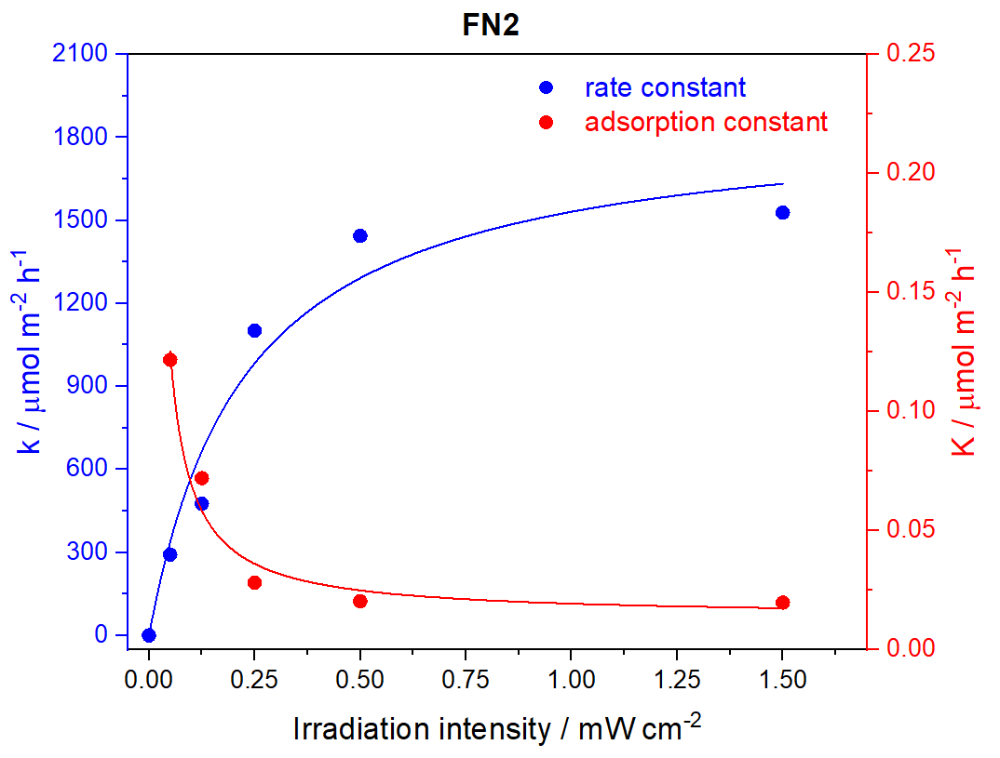 FN2
rate constant
adsorption constant
k / μmol m⁻² h⁻¹
2100
1800
1500
1200
900
600
300
0
0.25
0.20
0.15
0.10
0.05
0.00
K / μmol m⁻² h⁻¹
0.00 0.25 0.50 0.75 1.00 1.25 1.50
Irradiation intensity / mW cm⁻²